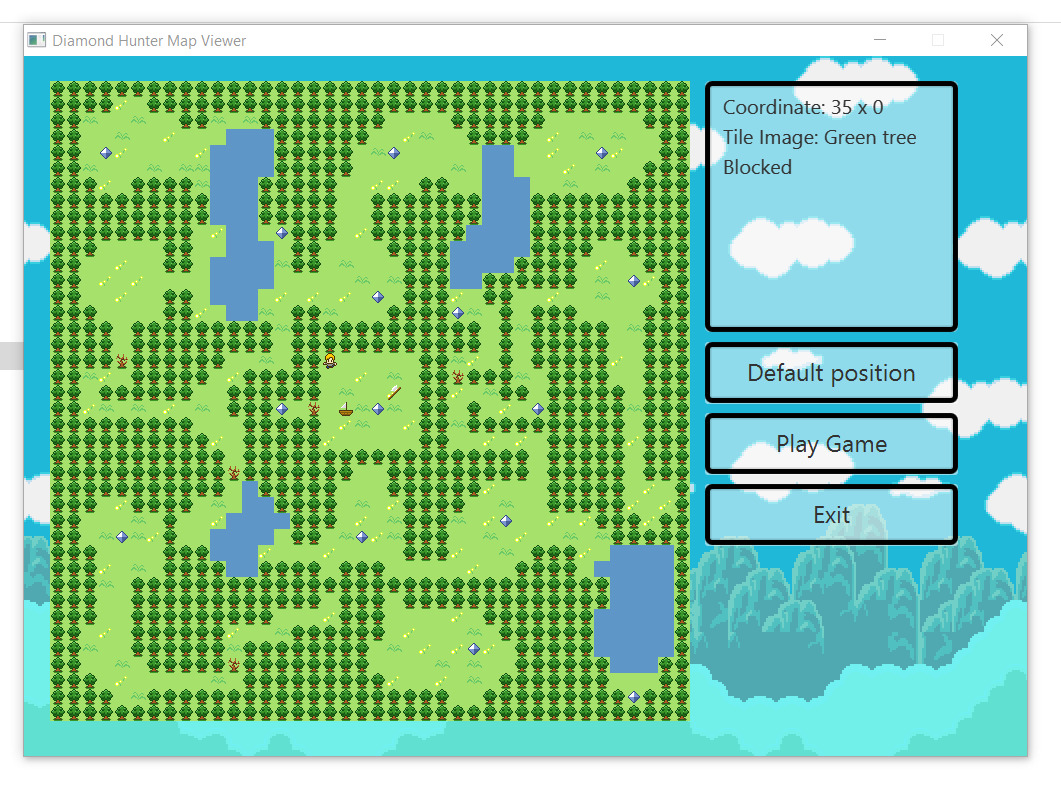 Diamond Hunter Map Viewer
Coordinate: 35 x 0
Tile Image: Green tree
Blocked
Default position
Play Game
Exit